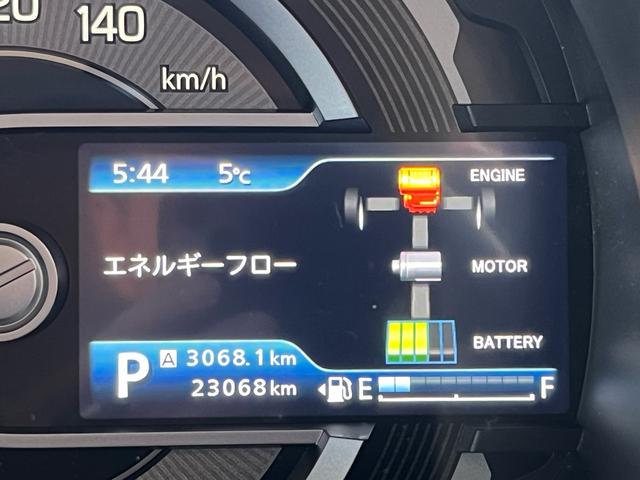 20 140
km/h
5:44 5℃ ENGINE
エネルギーフロー MOTOR
BATTERY
P A 3068.1km
23068km E F